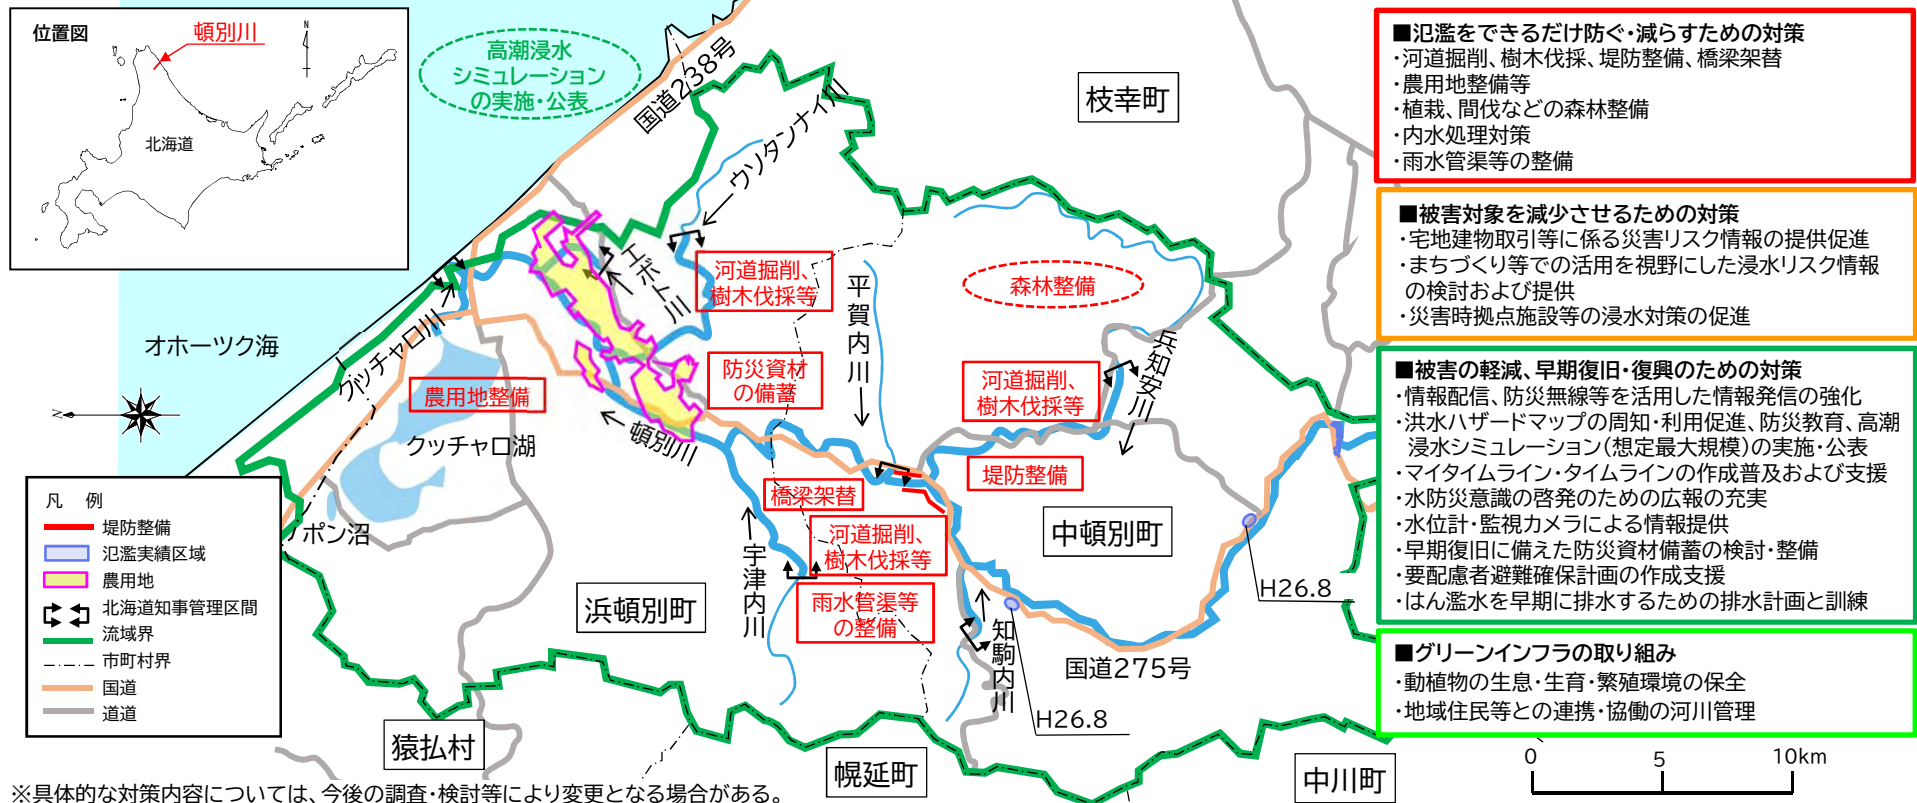 位置図
頓別川
N
北海道
高潮浸水
シミュレーション
の実施・公表
国道238号
ウソタンナイ川
枝幸町
エボト川
河道掘削、
樹木伐採等
平賀内川
森林整備
兵知安川
オホーツク海
クッチャロ川
農用地整備
防災資材
の備蓄
河道掘削、
樹木伐採等
クッチャロ湖
頓別川
橋梁架替
堤防整備
ポン沼
宇津内川
河道掘削、
樹木伐採等
中頓別町
浜頓別町
雨水管渠等
の整備
知駒内川
H26.8
国道275号
H26.8
猿払村
幌延町
中川町
凡 例
堤防整備
氾濫実績区域
農用地
北海道知事管理区間
流域界
市町村界
国道
道道
■氾濫をできるだけ防ぐ・減らすための対策
・河道掘削、樹木伐採、堤防整備、橋梁架替
・農用地整備等
・植栽、間伐などの森林整備
・内水処理対策
・雨水管渠等の整備
■被害対象を減少させるための対策
・宅地建物取引等に係る災害リスク情報の提供促進
・まちづくり等での活用を視野にした浸水リスク情報
の検討および提供
・災害時拠点施設等の浸水対策の促進
■被害の軽減、早期復旧・復興のための対策
・情報配信、防災無線等を活用した情報発信の強化
・洪水ハザードマップの周知・利用促進、防災教育、高潮
浸水シミュレーション(想定最大規模)の実施・公表
・マイタイムライン・タイムラインの作成普及および支援
・水防災意識の啓発のための広報の充実
・水位計・監視カメラによる情報提供
・早期復旧に備えた防災資材備蓄の検討・整備
・要配慮者避難確保計画の作成支援
・はん濫水を早期に排水するための排水計画と訓練
■グリーンインフラの取り組み
・動植物の生息・生育・繁殖環境の保全
・地域住民等との連携・協働の河川管理
0 5 10km
※具体的な対策内容については、今後の調査・検討等により変更となる場合がある。